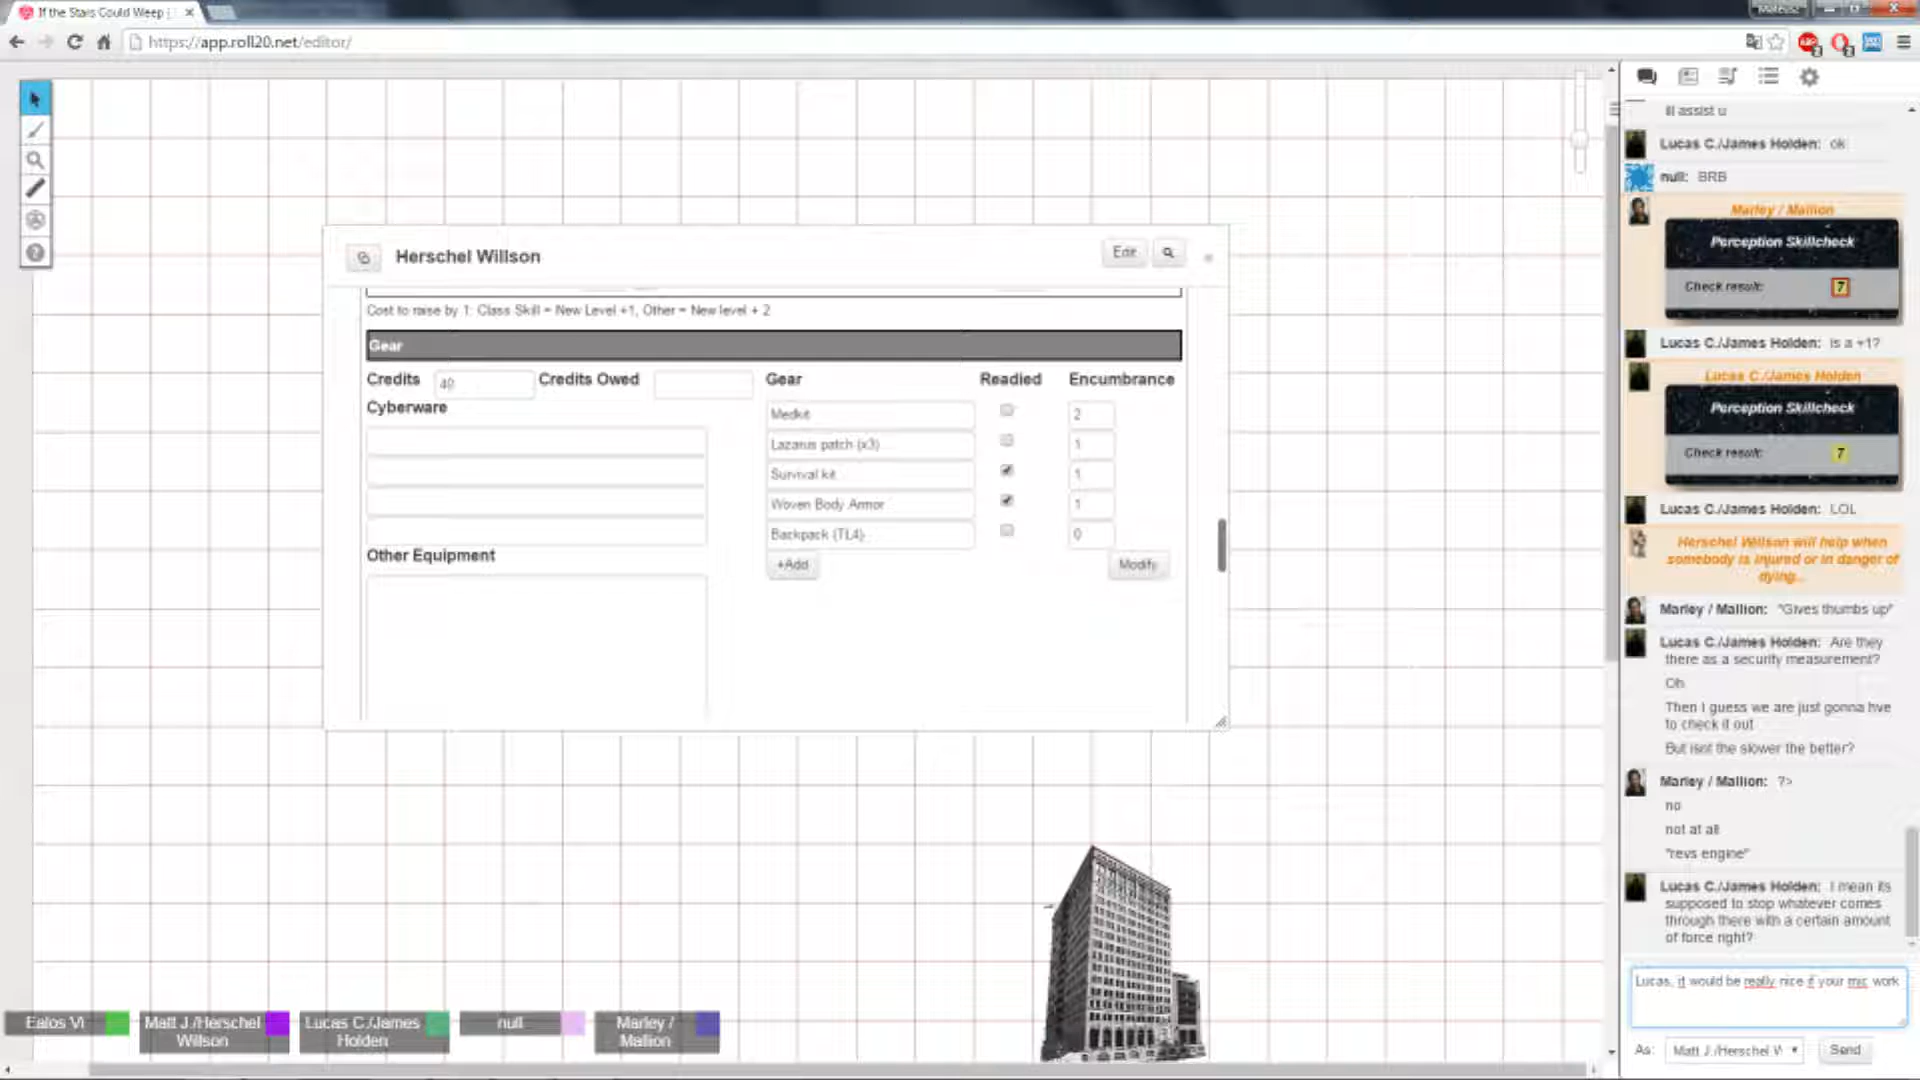 If the Stars Could Weep |
Mateusz
https://app.roll20.net/editor/
Herschel Willson
Edit
Cost to raise by 1: Class Skill = New Level +1, Other = New level + 2
Gear
Credits 40 Credits Owed
Gear Readied Encumbrance
Cyberware
Medkit 2
Lazarus patch (x3) 1
Survival kit 1
Woven Body Armor 1
Backpack (TL4) 0
+Add
Modify
Other Equipment
Ealos VI
Matt J./Herschel
Willson
Lucas C./James
Holden
null
Marley /
Mallion
ill assist u
Lucas C./James Holden: ok
null: BRB
Marley / Mallion
Perception Skillcheck
Check result: 7
Lucas C./James Holden: is a +1?
Lucas C./James Holden
Perception Skillcheck
Check result: 7
Lucas C./James Holden: LOL
Herschel Willson will help when
somebody is injured or in danger of
dying...
Marley / Mallion: "Gives thumbs up"
Lucas C./James Holden: Are they
there as a security measurement?
Oh
Then I guess we are just gonna hve
to check it out
But isnt the slower the better?
Marley / Mallion: ?>
no
not at all
"revs engine"
Lucas C./James Holden: I mean its
supposed to stop whatever comes
through there with a certain amount
of force right?
Lucas, it would be really nice if your mic work
As: Matt J./Herschel W
Send